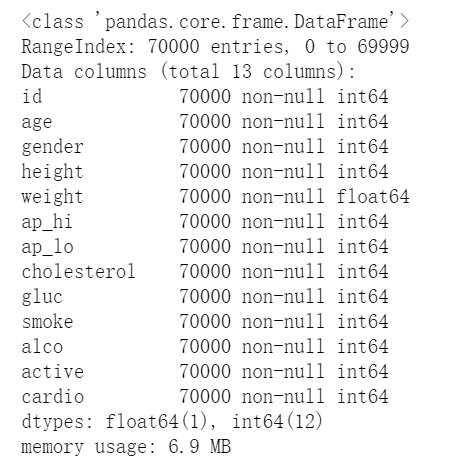 <class 'pandas.core.frame.DataFrame'>
RangeIndex: 70000 entries, 0 to 69999
Data columns (total 13 columns):
id             70000 non-null int64
age            70000 non-null int64
gender         70000 non-null int64
height         70000 non-null int64
weight         70000 non-null float64
ap_hi          70000 non-null int64
ap_lo          70000 non-null int64
cholesterol    70000 non-null int64
gluc           70000 non-null int64
smoke          70000 non-null int64
alco           70000 non-null int64
active         70000 non-null int64
cardio         70000 non-null int64
dtypes: float64(1), int64(12)
memory usage: 6.9 MB